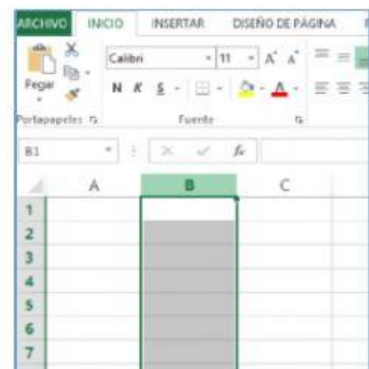 ARCHIVO INICIO INSERTAR DISEÑO DE PÁGINA
Pegar Calibri 11 A A
N K S A
Portapapeles Fuente
B1 fx
A B C
1
2
3
4
5
6
7